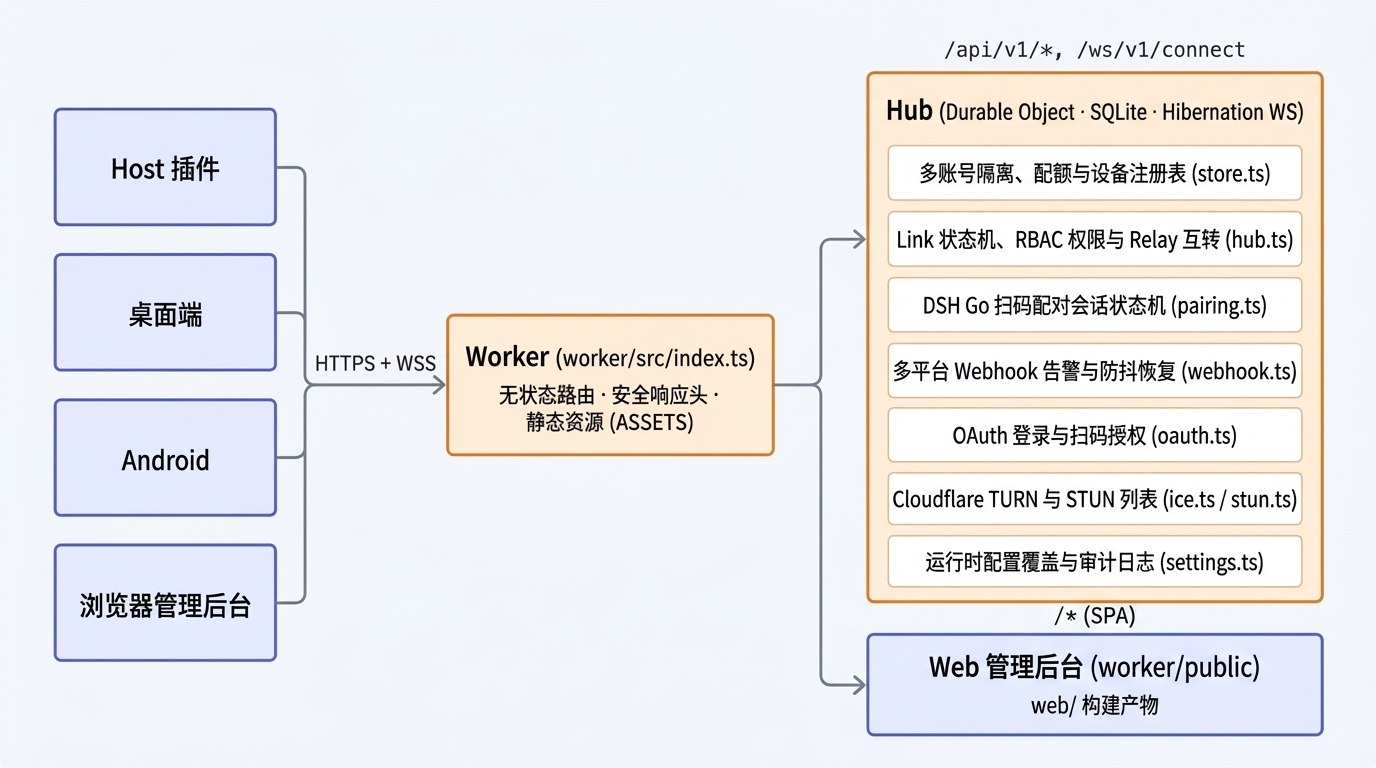 Host 插件
桌面端
Android
浏览器管理后台
HTTPS + WSS
Worker (worker/src/index.ts)
无状态路由 · 安全响应头 ·
静态资源 (ASSETS)
/api/v1/*, /ws/v1/connect
Hub (Durable Object · SQLite · Hibernation WS)
多账号隔离、配额与设备注册表 (store.ts)
Link 状态机、RBAC 权限与 Relay 互转 (hub.ts)
DSH Go 扫码配对会话状态机 (pairing.ts)
多平台 Webhook 告警与防抖恢复 (webhook.ts)
OAuth 登录与扫码授权 (oauth.ts)
Cloudflare TURN 与 STUN 列表 (ice.ts / stun.ts)
运行时配置覆盖与审计日志 (settings.ts)
/* (SPA)
Web 管理后台 (worker/public)
web/ 构建产物